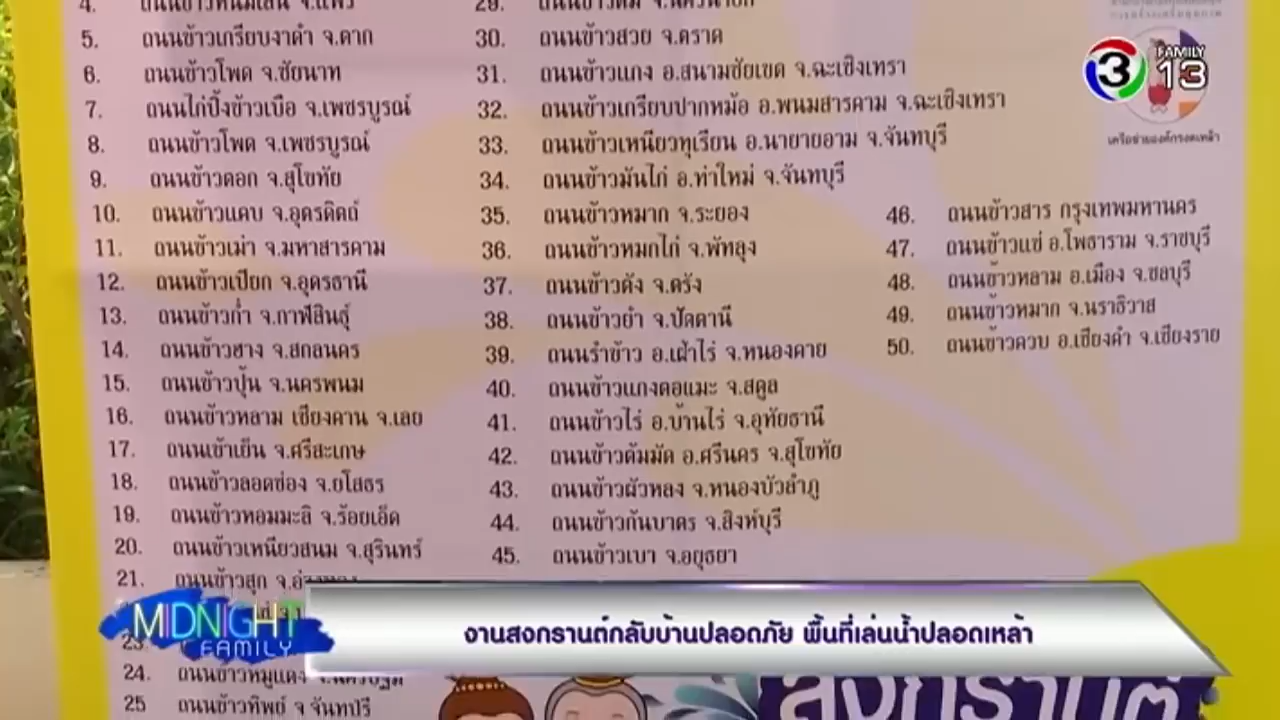 5. ถนนข้าวเกรียบงาดำ จ.ตาก
6. ถนนข้าวโพด จ.ชัยนาท
7. ถนนไก่ปิ้งข้าวเบือ จ.เพชรบูรณ์
8. ถนนข้าวโพด จ.เพชรบูรณ์
9. ถนนข้าวตอก จ.สุโขทัย
10. ถนนข้าวแคบ จ.อุตรดิตถ์
11. ถนนข้าวเม่า จ.มหาสารคาม
12. ถนนข้าวเปียก จ.อุดรธานี
13. ถนนข้าวก่ำ จ.กาฬสินธุ์
14. ถนนข้าวฮาง จ.สกลนคร
15. ถนนข้าวปุ้น จ.นครพนม
16. ถนนข้าวหลาม เชียงคาน จ.เลย
17. ถนนเข้าเย็น จ.ศรีสะเกษ
18. ถนนข้าวลอดช่อง จ.ยโสธร
19. ถนนข้าวหอมมะลิ จ.ร้อยเอ็ด
20. ถนนข้าวเหนียวสนม จ.สุรินทร์
21. ถนนข้าวสุก
24. ถนนข้าวหมูแดง
25 ถนนข้าวทิพย์
29.
30. ถนนข้าวสวย จ.ตราด
31. ถนนข้าวแกง อ.สนามชัยเขต จ.ฉะเชิงเทรา
32. ถนนข้าวเกรียบปากหม้อ อ.พนมสารคาม จ.ฉะเชิงเทรา
33. ถนนข้าวเหนียวทุเรียน อ.นายายอาม จ.จันทบุรี
34. ถนนข้าวมันไก่ อ.ท่าใหม่ จ.จันทบุรี
35. ถนนข้าวหมาก จ.ระยอง
36. ถนนข้าวหมกไก่ จ.พัทลุง
37. ถนนข้าวตัง จ.ตรัง
38. ถนนข้าวยำ จ.ปัตตานี
39. ถนนรำข้าว อ.เฝ้าไร่ จ.หนองคาย
40. ถนนข้าวแกงตอแมะ จ.สตูล
41. ถนนข้าวไร่ อ.บ้านไร่ จ.อุทัยธานี
42. ถนนข้าวต้มมัด อ.ศรีนคร จ.สุโขทัย
43. ถนนข้าวผัวหลง จ.หนองบัวลำภู
44. ถนนข้าวก้นบาตร จ.สิงห์บุรี
45. ถนนข้าวเบา จ.อยุธยา
46. ถนนข้าวสาร กรุงเทพมหานคร
47. ถนนข้าวแช่ อ.โพธาราม จ.ราชบุรี
48. ถนนข้าวหลาม อ.เมือง จ.ชลบุรี
49. ถนนข้าวหมาก จ.นราธิวาส
50. ถนนข้าวควบ อ.เชียงคำ จ.เชียงราย
3 FAMILY 13
เครือข่ายองค์กรงดเหล้า
MIDNIGHT FAMILY
งานสงกรานต์กลับบ้านปลอดภัย พื้นที่เล่นน้ำปลอดเหล้า
สงกรานต์